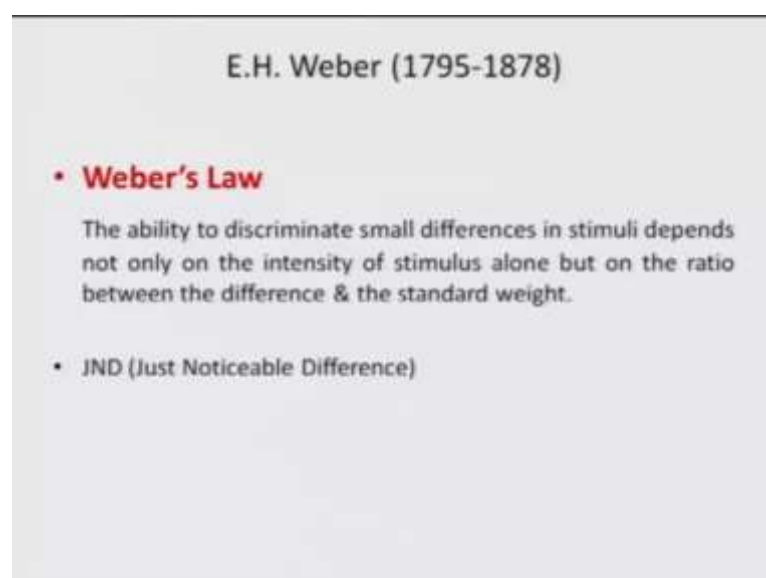 E.H. Weber (1795-1878)
• Weber's Law
The ability to discriminate small differences in stimuli depends
not only on the intensity of stimulus alone but on the ratio
between the difference & the standard weight.
• JND (Just Noticeable Difference)